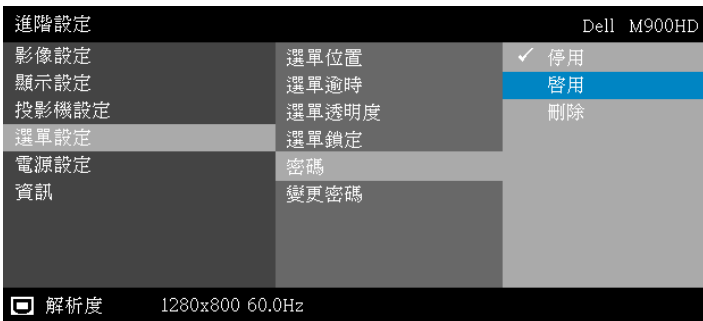 進階設定 Dell M900HD
影像設定
顯示設定
投影機設定
選單設定
電源設定
資訊
選單位置
選單逾時
選單透明度
選單鎖定
密碼
變更密碼
✓ 停用
啓用
刪除
解析度 1280x800 60.0Hz